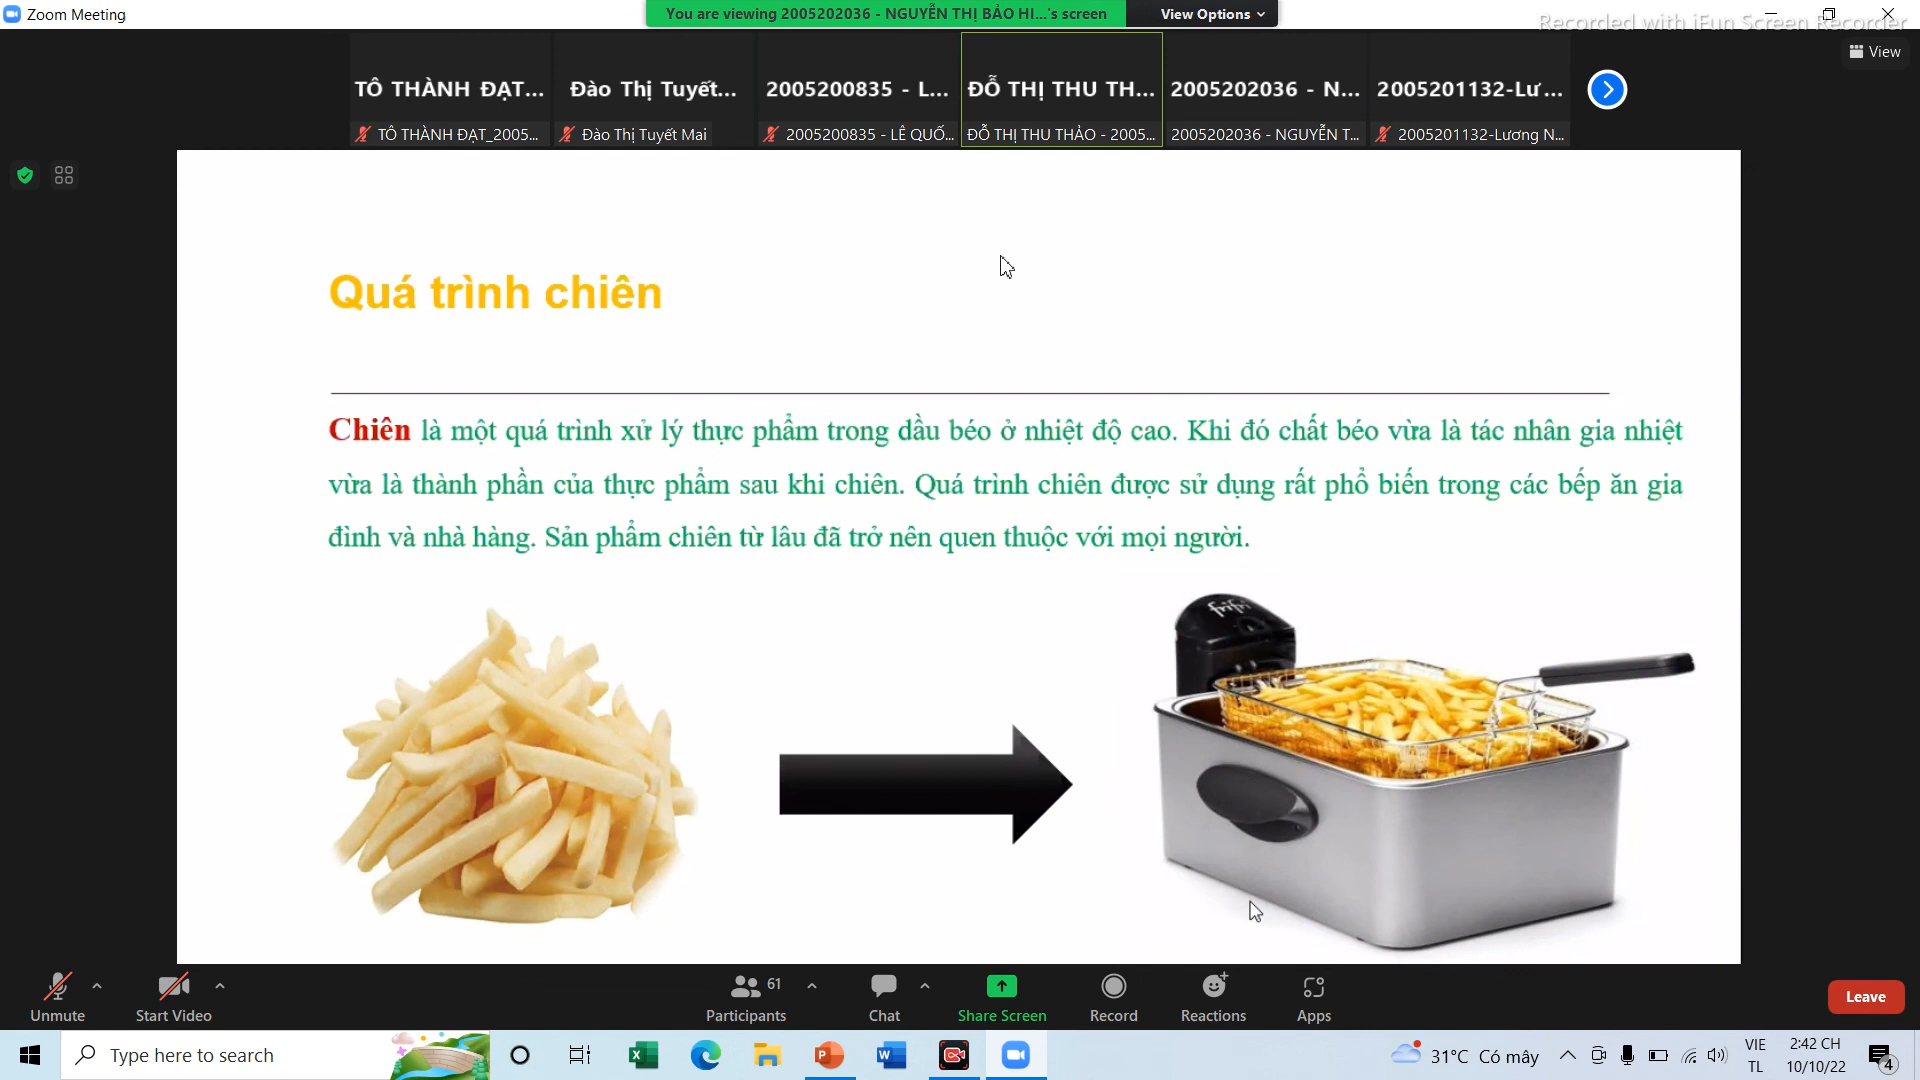 Zoom Meeting
You are viewing 2005202036 - NGUYỄN THỊ BẢO HI...'s screen
View Options
Recorded with iFun Screen Recorder
View
TÔ THÀNH ĐẠT...
Đào Thị Tuyết...
2005200835 - L...
ĐỖ THỊ THU TH...
2005202036 - N...
2005201132-Lư...
TÔ THÀNH ĐẠT_2005...
Đào Thị Tuyết Mai
2005200835 - LÊ QUỐ...
ĐỖ THỊ THU THẢO - 2005...
2005202036 - NGUYỄN T...
2005201132-Lương N...
Quá trình chiên
Chiên là một quá trình xử lý thực phẩm trong dầu béo ở nhiệt độ cao. Khi đó chất béo vừa là tác nhân gia nhiệt
vừa là thành phần của thực phẩm sau khi chiên. Quá trình chiên được sử dụng rất phổ biến trong các bếp ăn gia
đình và nhà hàng. Sản phẩm chiên từ lâu đã trở nên quen thuộc với mọi người.
frifri
Unmute
Start Video
61
Participants
Chat
Share Screen
Record
Reactions
Apps
Leave
Type here to search
31°C Có mây
VIE
TL
2:42 CH
10/10/22
4